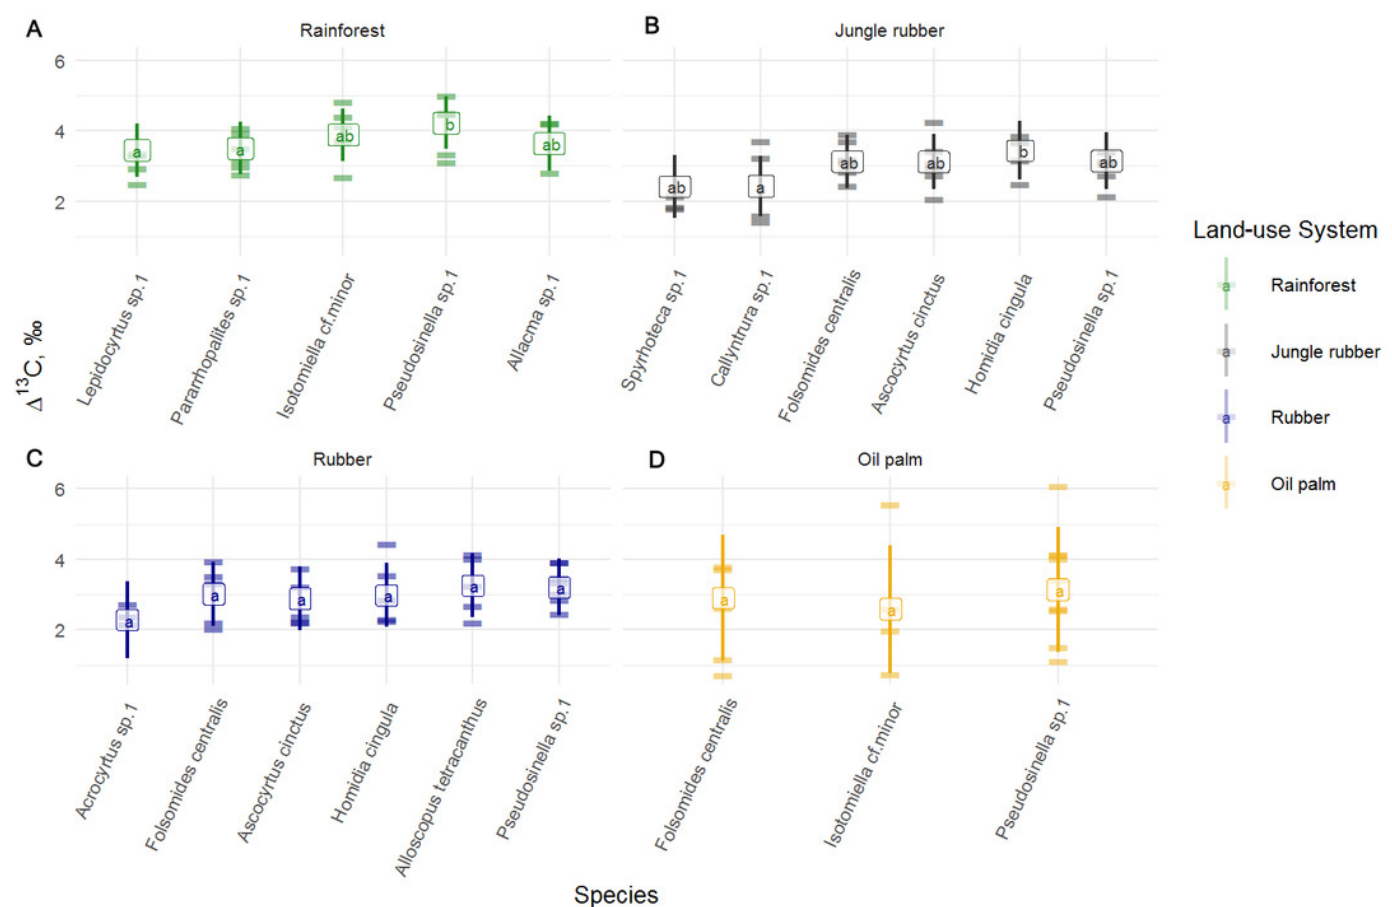 A
Rainforest
B
Jungle rubber
6
4
2
a
a
ab
b
ab
ab
a
ab
ab
b
ab
Lepidocyrtus sp.1
Pararrhopalites sp.1
Isotomiella cf.minor
Pseudosinella sp.1
Allacma sp.1
Spyrhoteca sp.1
Callyntrura sp.1
Folsomides centralis
Ascocyrtus cinctus
Homidia cingula
Pseudosinella sp.1
Δ13C, ‰
Land-use System
a Rainforest
a Jungle rubber
a Rubber
a Oil palm
C
Rubber
D
Oil palm
6
4
2
a
a
a
a
a
a
a
a
a
Acrocyrtus sp.1
Folsomides centralis
Ascocyrtus cinctus
Homidia cingula
Alloscopus tetracanthus
Pseudosinella sp.1
Folsomides centralis
Isotomiella cf.minor
Pseudosinella sp.1
Species